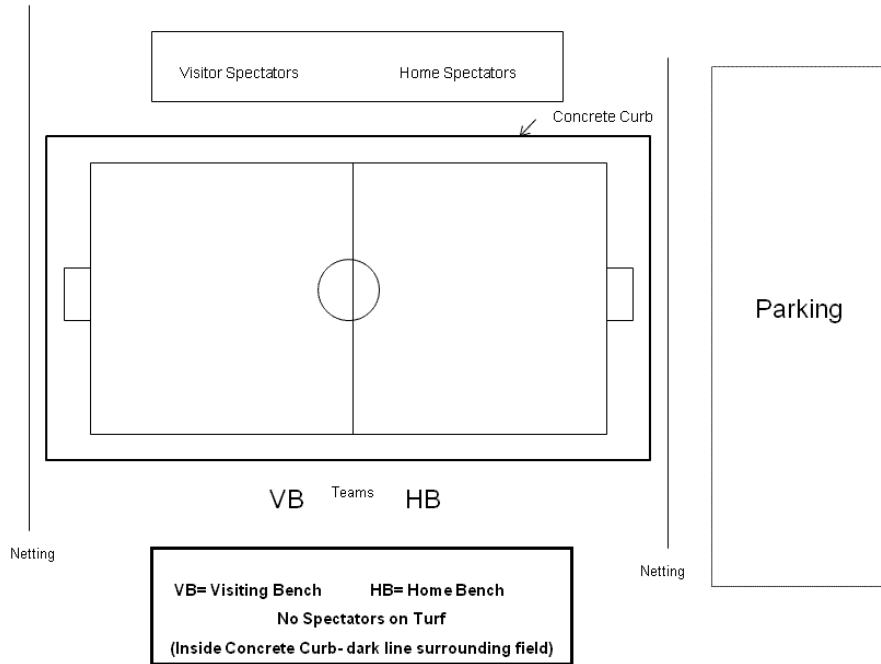 Visitor Spectators
Home Spectators
Concrete Curb
Parking
VB Teams HB
Netting
Netting
VB= Visiting Bench HB= Home Bench
No Spectators on Turf
(Inside Concrete Curb- dark line surrounding field)